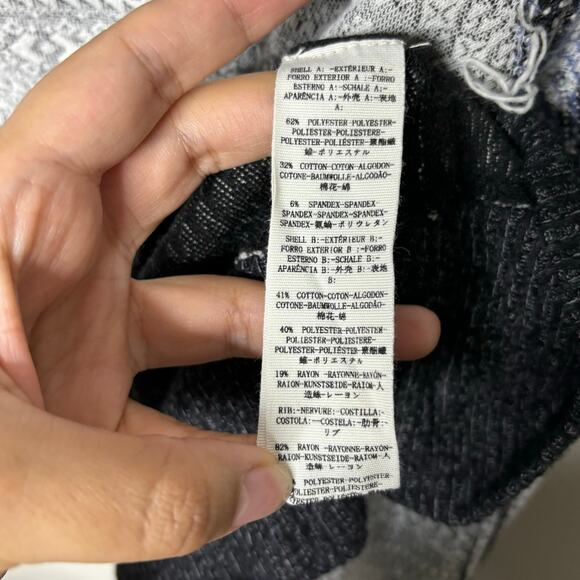 SHELL A: -EXTÉRIEUR A:-
FORRO EXTERIOR A :-FORRO
ESTERNO A:-SCHALE A:-
APARÊNCIA A:-外壳 A:-表地
A:
62% POLYESTER-POLYESTER-
POLIESTER-POLIESTERE-
POLYESTER-POLIÉSTER-聚酯纖
維-ポリエステル
32% COTTON-COTON-ALGODON-
COTONE-BAUMWOLLE-ALGODÃO-
棉花-綿
6% SPANDEX-SPANDEX-
SPANDEX-SPANDEX-SPANDEX-
SPANDEX-氨綸-ポリウレタン
SHELL B:-EXTÉRIEUR B:-
FORRO EXTERIOR B :-FORRO
ESTERNO B:-SCHALE B:-
APARÊNCIA B:-外壳 B:-表地
B:
41% COTTON-COTON-ALGODON-
COTONE-BAUMWOLLE-ALGODÃO-
棉花-綿
40% POLYESTER-POLYESTER-
POLIESTER-POLIESTERE-
POLYESTER-POLIÉSTER-聚酯纖
維-ポリエステル
19% RAYON -RAYONNE-RAYÓN-
RAION-KUNSTSEIDE-RAIOM-人
造絲-レーヨン
RIB:-NERVURE:-COSTILLA:-
COSTOLA:--COSTELA:-肋骨:-
リブ
82% RAYON -RAYONNE-RAYÓN-
RAION-KUNSTSEIDE-RAIOM-人
造絲-レーヨン
% POLYESTER-POLYESTER-
POLIESTER-POLIESTERE-